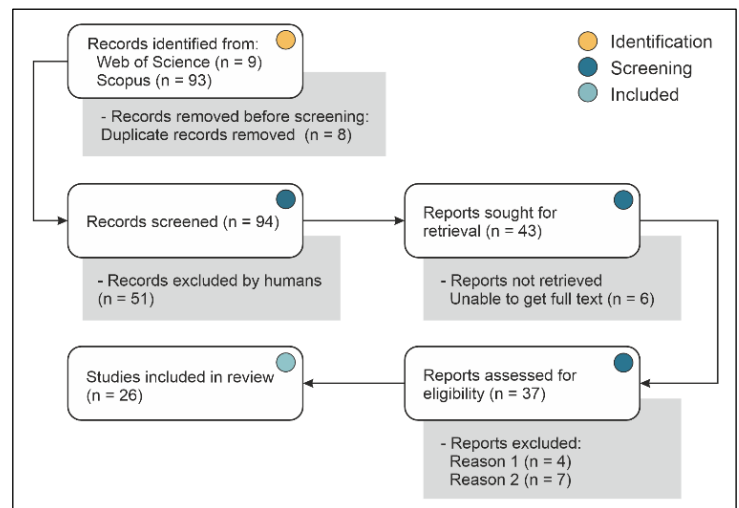 Records identified from:
Web of Science (n = 9)
Scopus (n = 93)
- Records removed before screening:
Duplicate records removed (n = 8)
Identification
Screening
Included
Records screened (n = 94)
- Records excluded by humans
(n = 51)
Reports sought for
retrieval (n = 43)
- Reports not retrieved
Unable to get full text (n = 6)
Studies included in review
(n = 26)
Reports assessed for
eligibility (n = 37)
- Reports excluded:
Reason 1 (n = 4)
Reason 2 (n = 7)